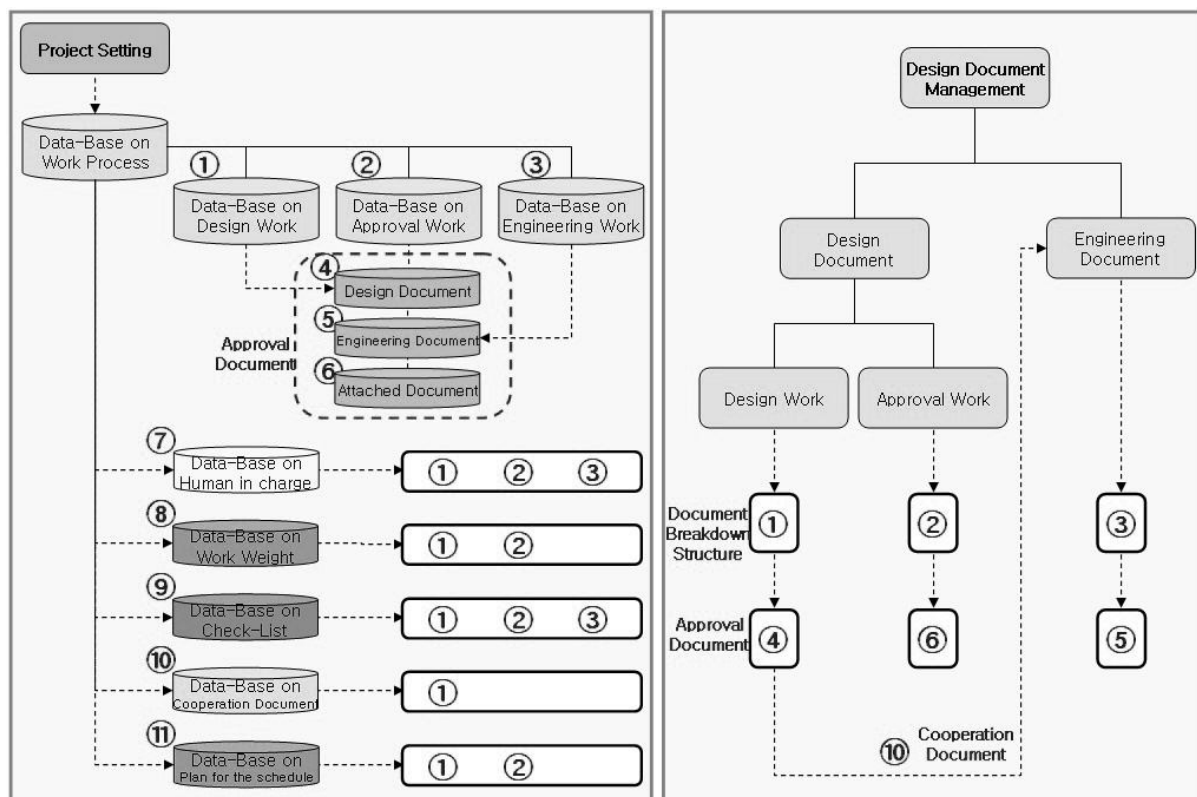 Project Setting
Data-Base on
Work Process
①
②
③
Data-Base on
Design Work
Data-Base on
Approval Work
Data-Base on
Engineering Work
Approval
Document
④
Design Document
⑤
Engineering Document
⑥
Attached Document
⑦
Data-Base on
Human in charge
① ② ③
⑧
Data-Base on
Work Weight
① ②
⑨
Data-Base on
Check-List
① ② ③
⑩
Data-Base on
Cooperation Document
①
⑪
Data-Base on
Plan for the schedule
① ②
Design Document
Management
Design
Document
Engineering
Document
Design Work
Approval Work
Document
Breakdown
Structure
①
②
③
Approval
Document
④
⑥
⑤
⑩
Cooperation
Document